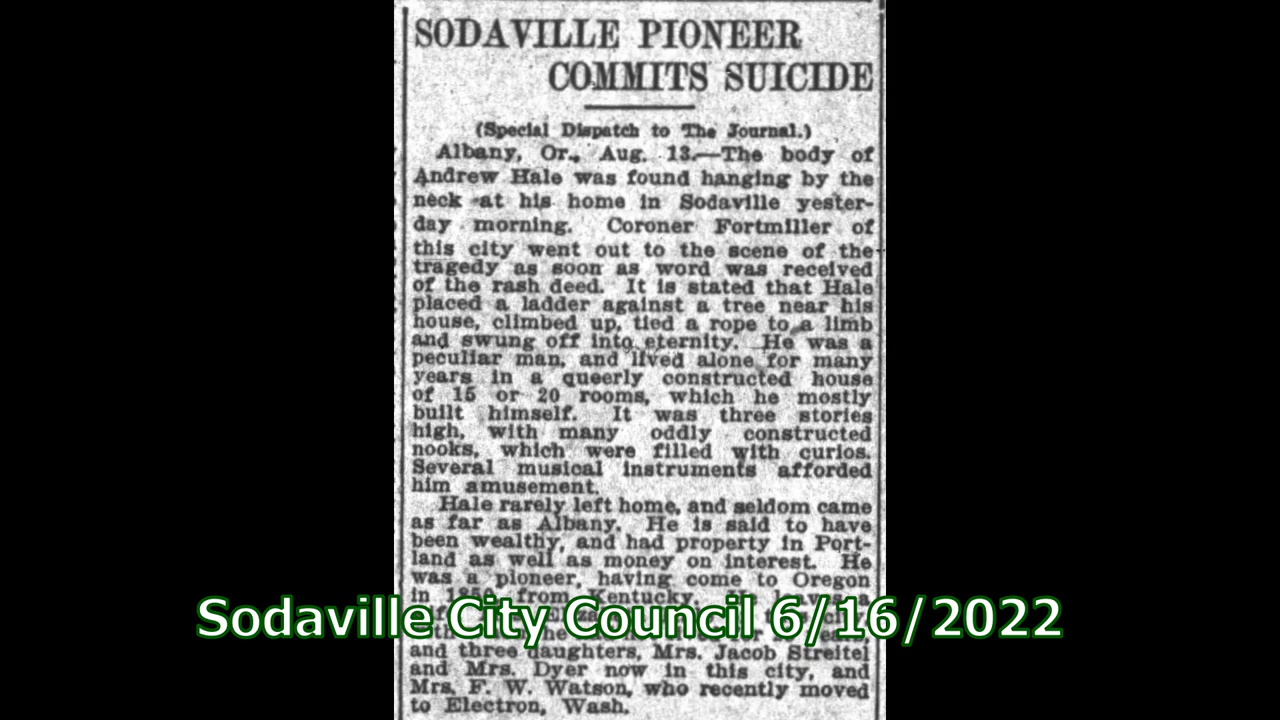 SODAVILLE PIONEER
COMMITS SUICIDE
(Special Dispatch to The Journal.)
Albany, Or., Aug. 13.—The body of
Andrew Hale was found hanging by the
neck at his home in Sodaville yester-
day morning. Coroner Fortmiller of
this city went out to the scene of the
tragedy as soon as word was received
of the rash deed. It is stated that Hale
placed a ladder against a tree near his
house, climbed up, tied a rope to a limb
and swung off into eternity. He was a
peculiar man, and lived alone for many
years in a queerly constructed house
of 15 or 20 rooms, which he mostly
built himself. It was three stories
high, with many oddly constructed
nooks, which were filled with curios.
Several musical instruments afforded
him amusement.
Hale rarely left home, and seldom came
as far as Albany. He is said to have
been wealthy, and had property in Port-
land as well as money on interest. He
was a pioneer, having come to Oregon
in from Kentucky.
Sodaville City Council 6/16/2022
and three daughters, Mrs. Jacob Streitel
and Mrs. Dyer now in this city, and
Mrs. F. W. Watson, who recently moved
to Electron, Wash.